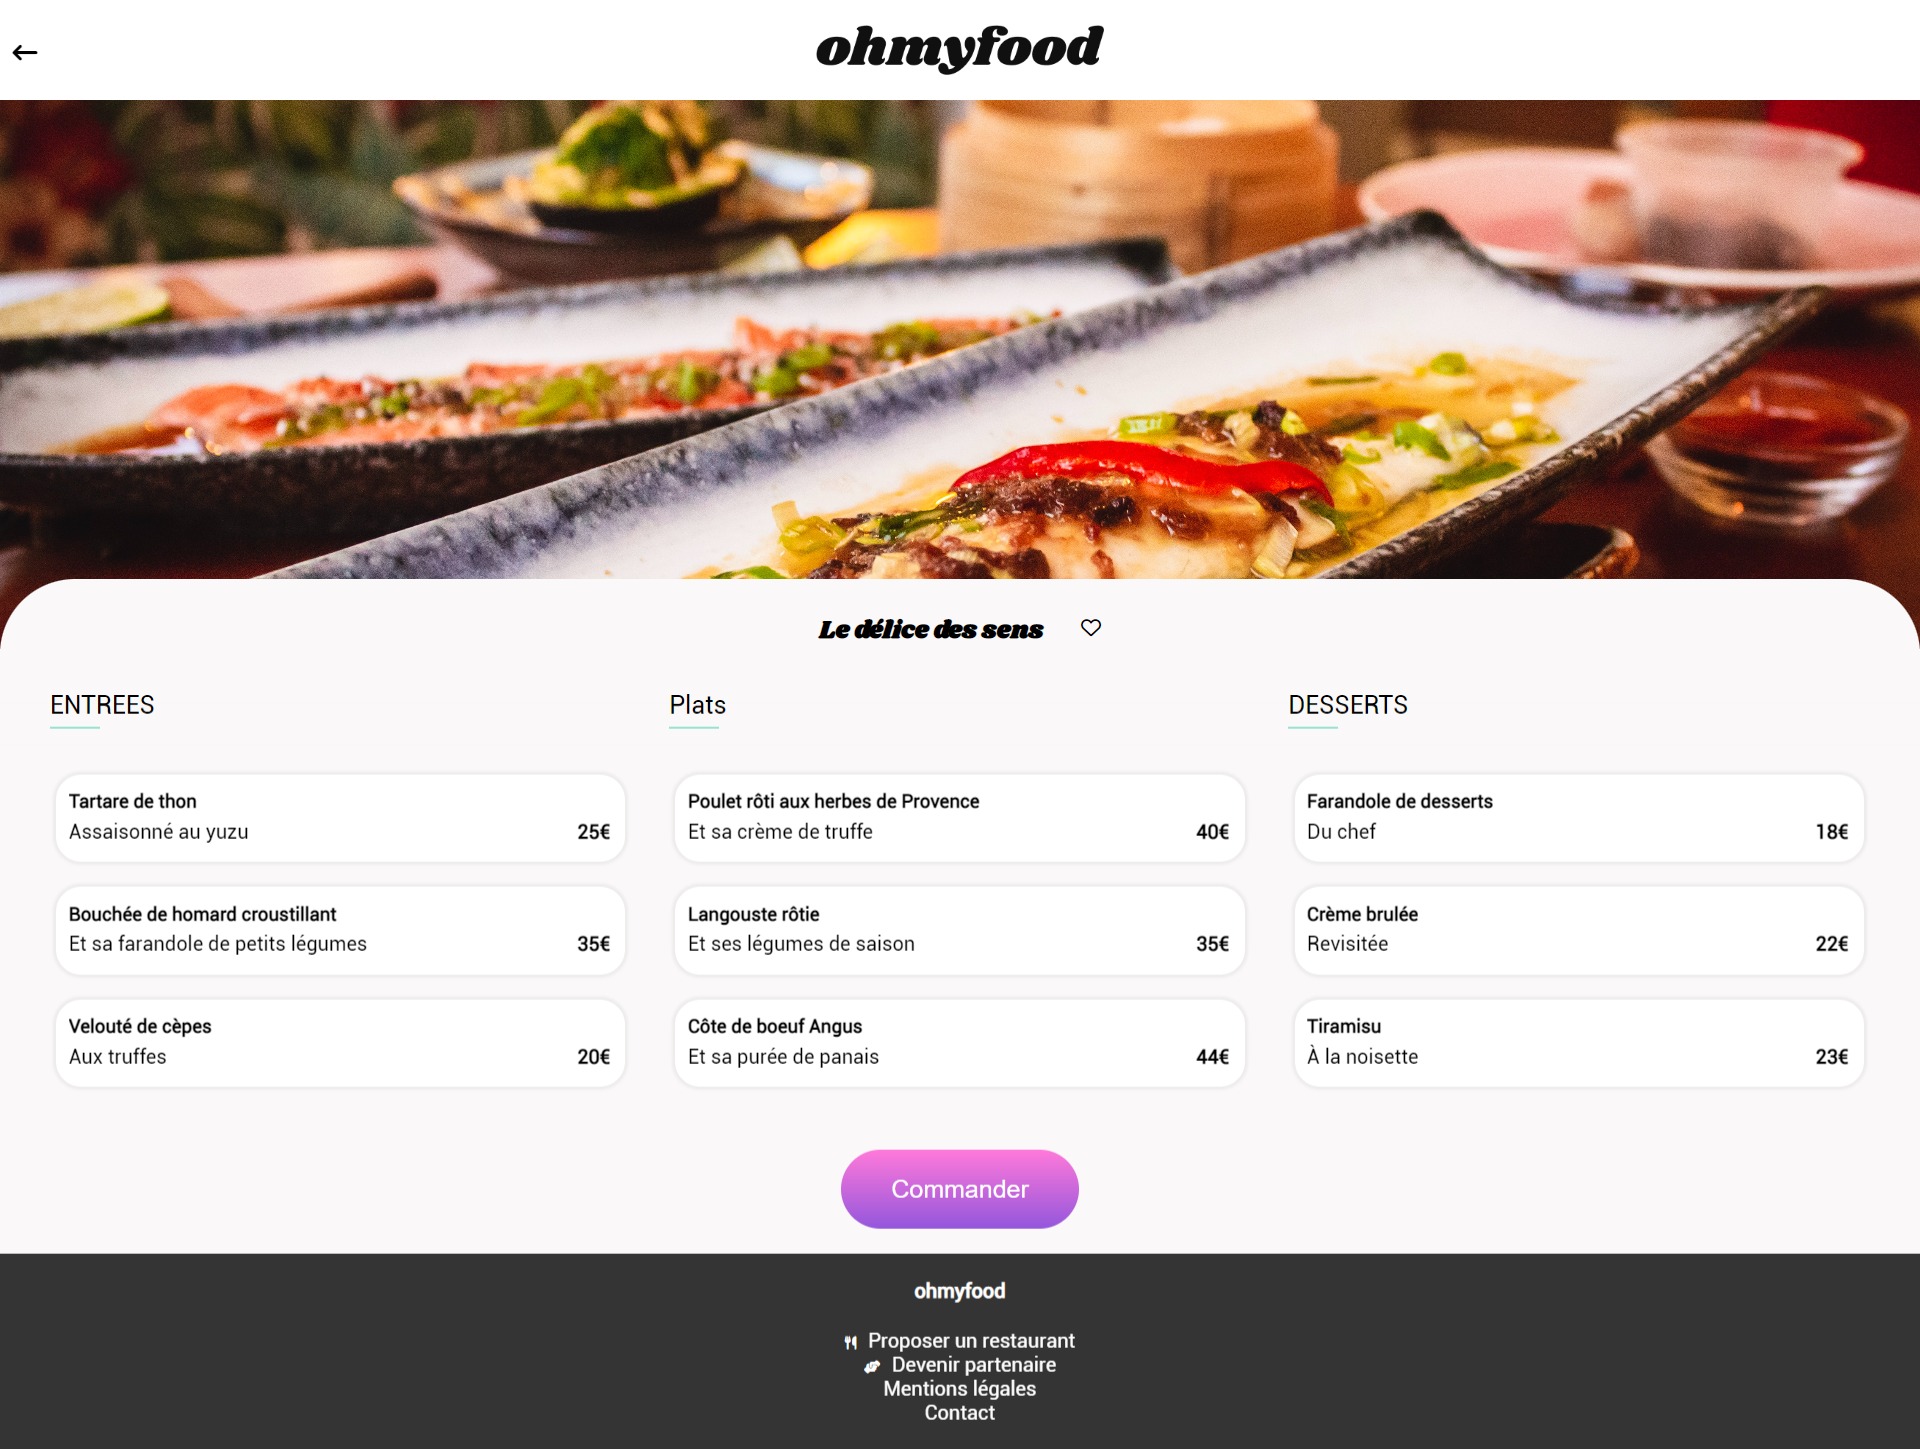 ohmyfood
Le délice des sens
ENTREES
Tartare de thon
Assaisonné au yuzu 25€
Bouchée de homard croustillant
Et sa farandole de petits légumes 35€
Velouté de cèpes
Aux truffes 20€
Plats
Poulet rôti aux herbes de Provence
Et sa crème de truffe 40€
Langouste rôtie
Et ses légumes de saison 35€
Côte de boeuf Angus
Et sa purée de panais 44€
DESSERTS
Farandole de desserts
Du chef 18€
Crème brulée
Revisitée 22€
Tiramisu
À la noisette 23€
Commander
ohmyfood
Proposer un restaurant
Devenir partenaire
Mentions légales
Contact